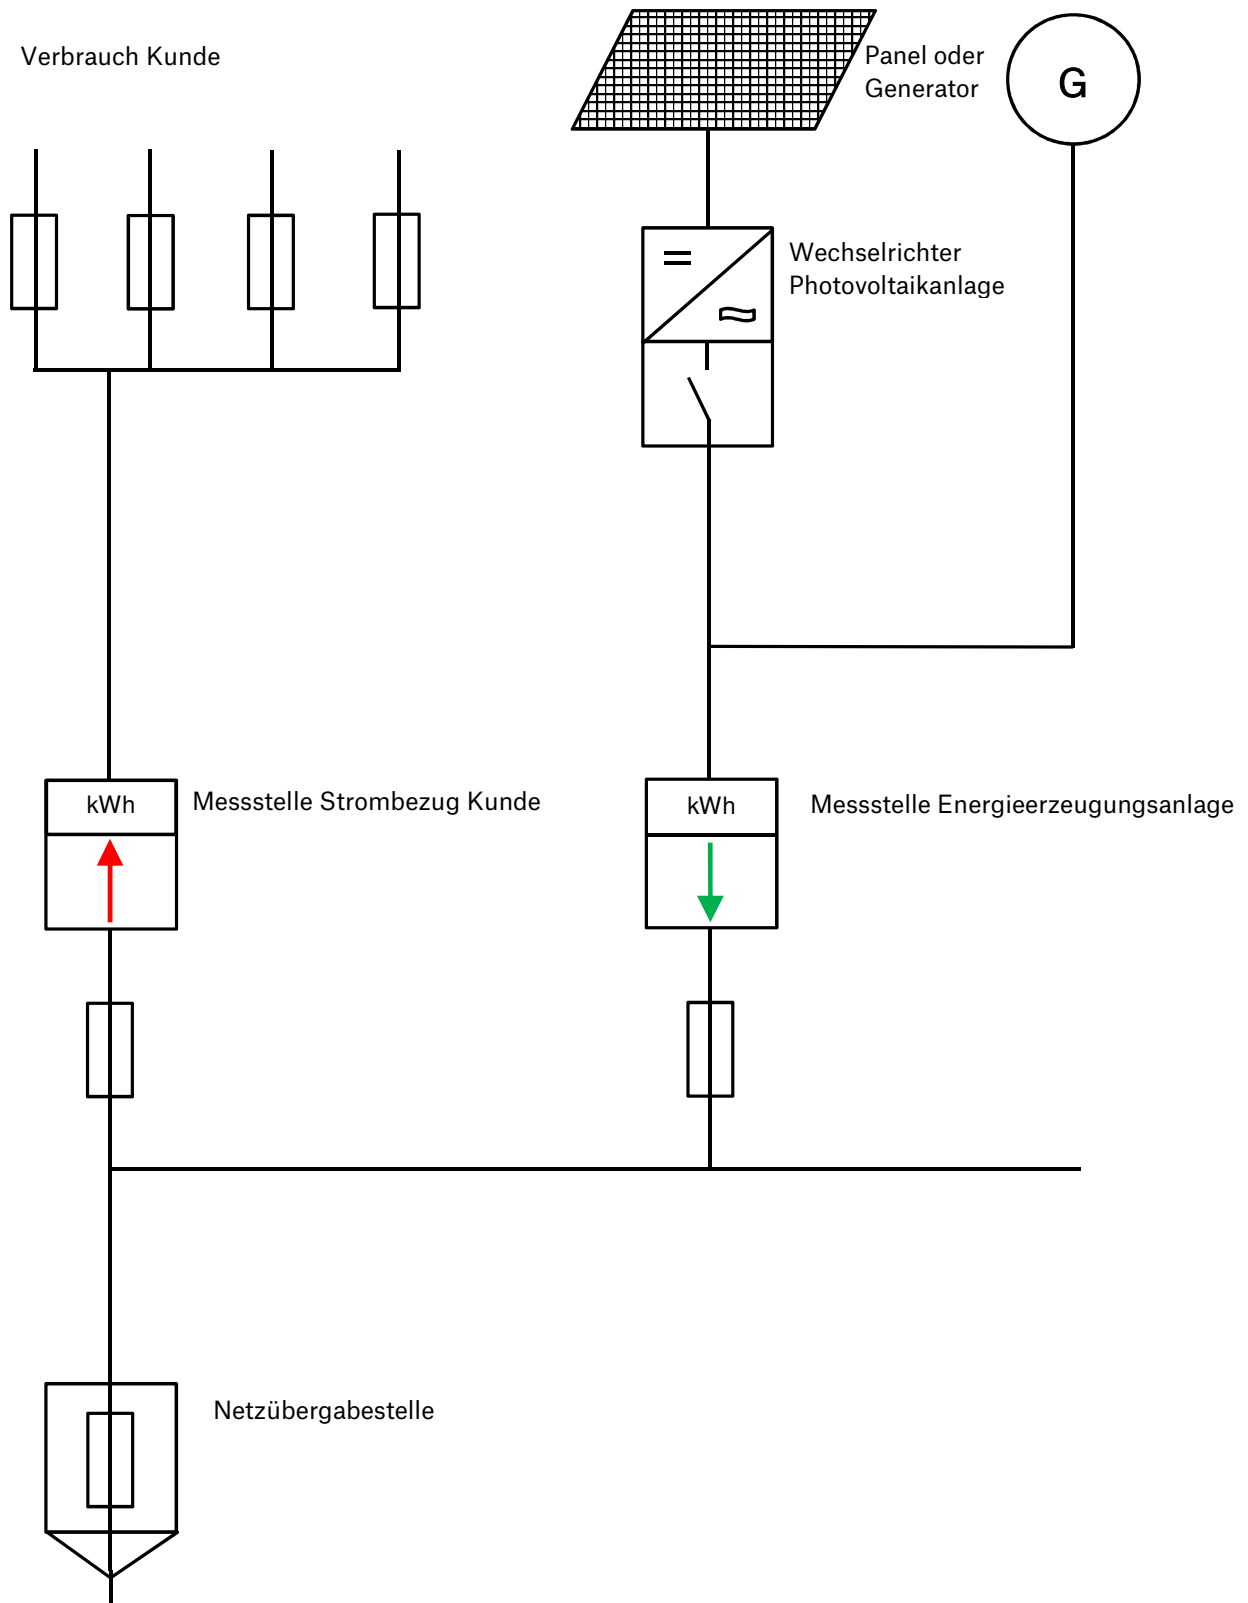 Verbrauch Kunde
Panel oder
Generator
G
Wechselrichter
Photovoltaikanlage
kWh
Messstelle Strombezug Kunde
kWh
Messstelle Energieerzeugungsanlage
Netzübergabestelle